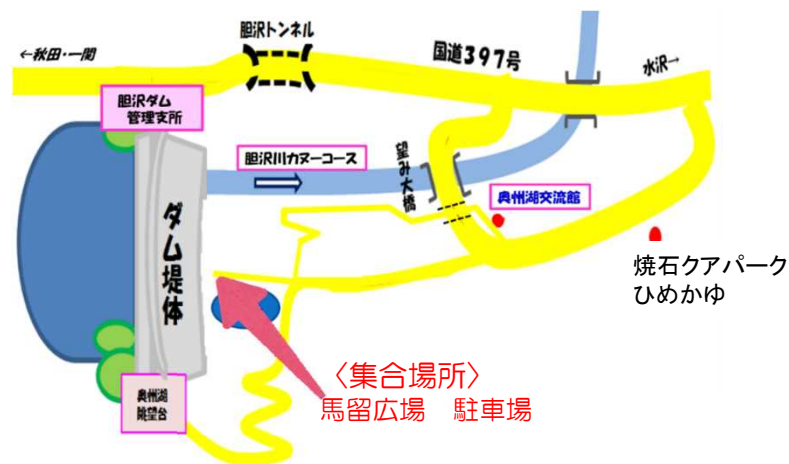 胆沢トンネル
←秋田・一関
国道397号
水沢→
胆沢ダム
管理支所
胆沢川カヌーコース
望み大橋
奥州湖交流館
ダム堤体
焼石クアパーク
ひめかゆ
〈集合場所〉
馬留広場　駐車場
奥州湖
眺望台